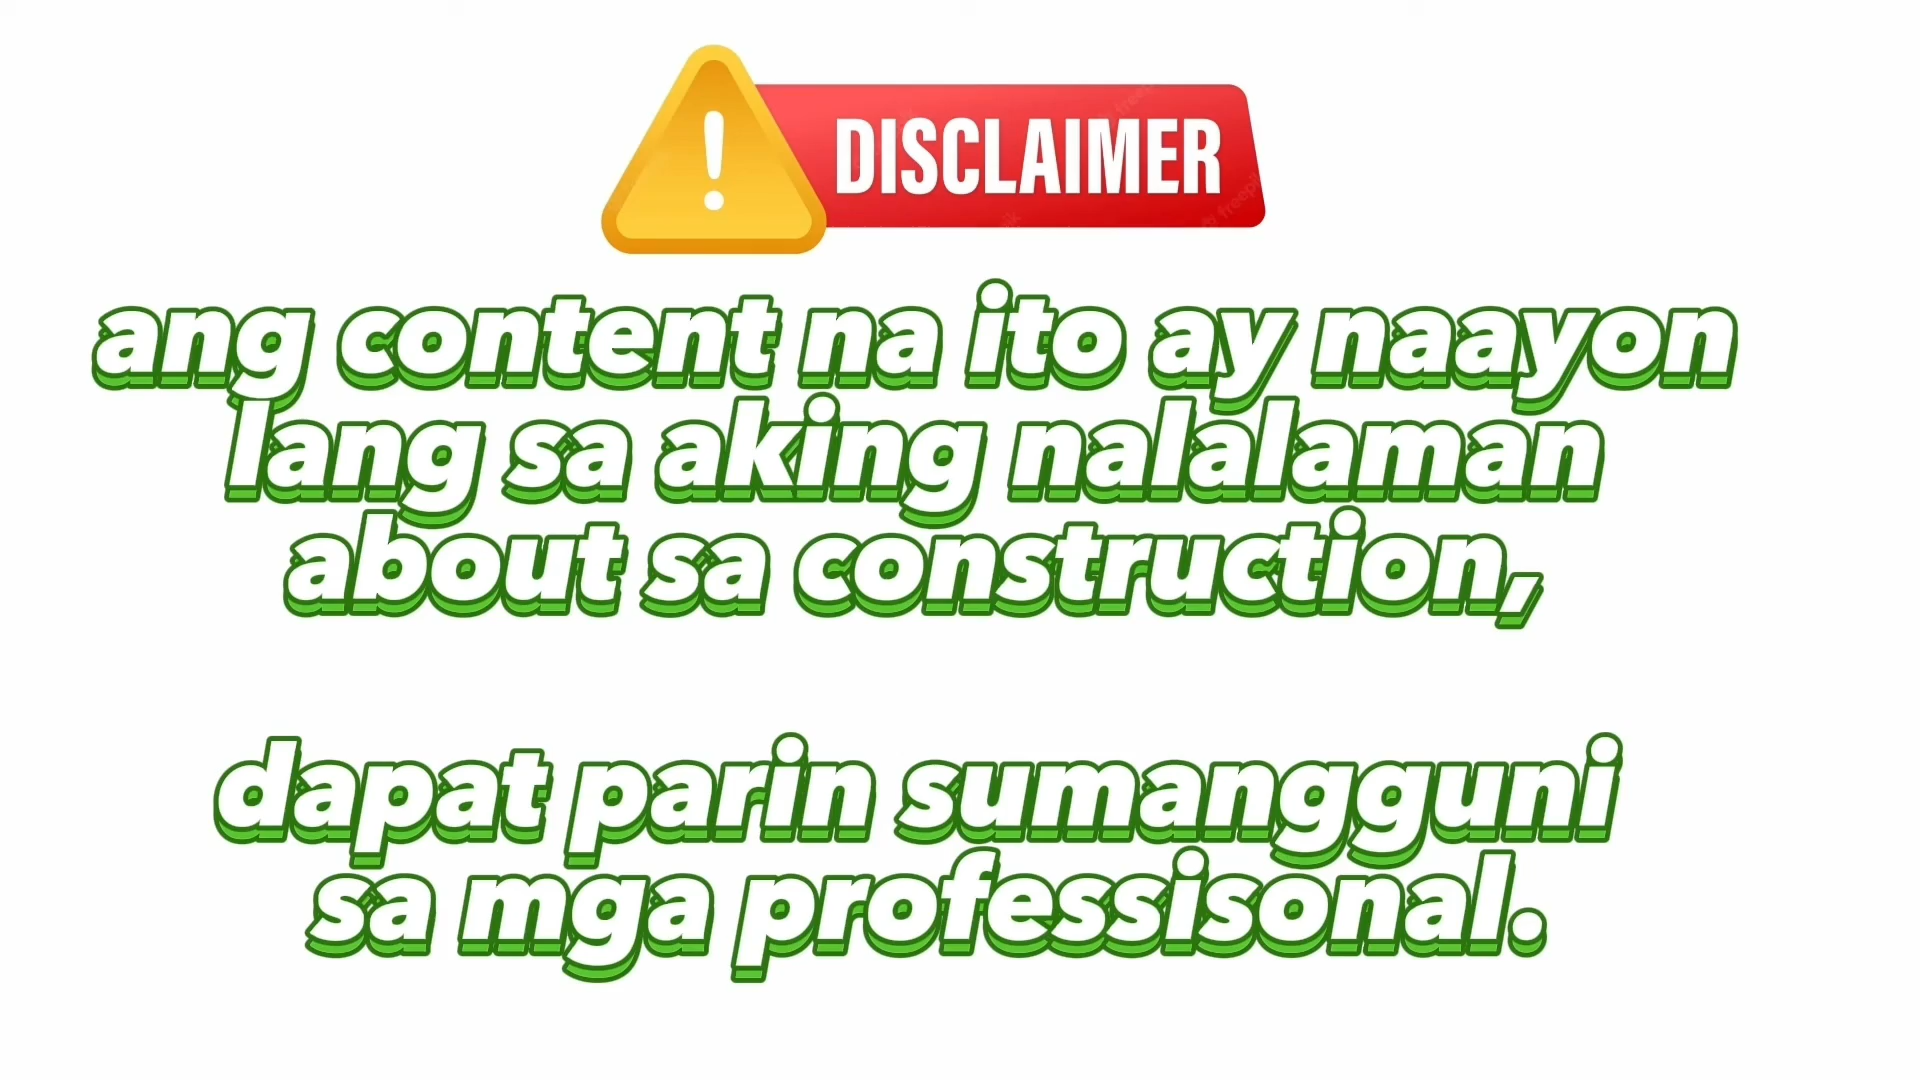 DISCLAIMER
ang content na ito ay naayon
lang sa aking nalalaman
about sa construction,
dapat parin sumangguni
sa mga professisonal.